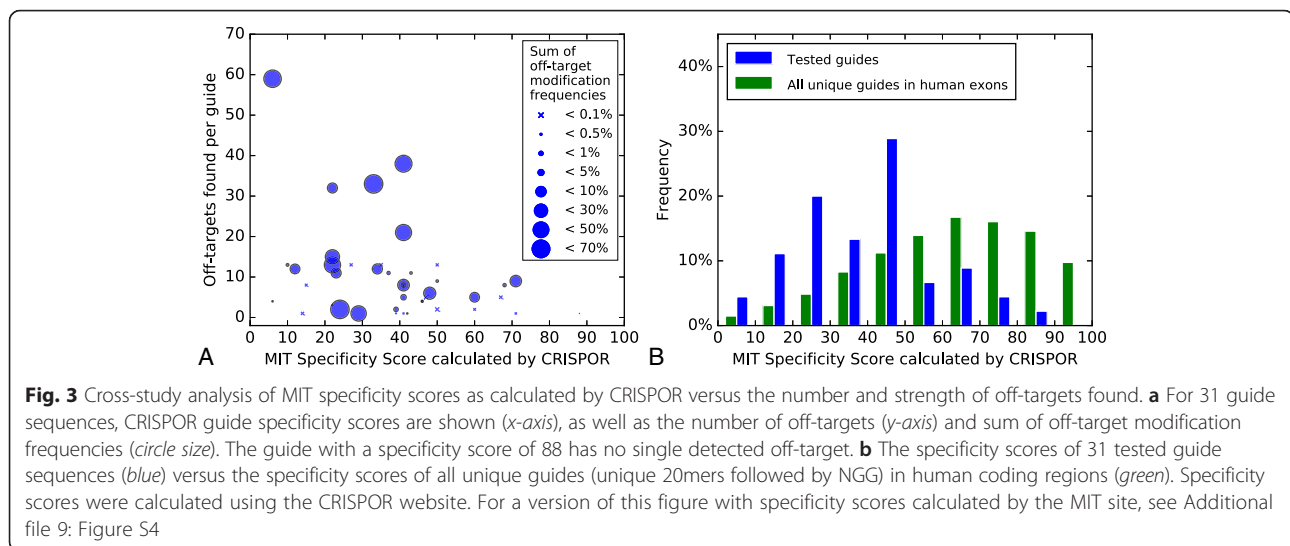 70
60
50
40
30
20
10
0
Off-targets found per guide
Sum of
off-target
modification
frequencies
< 0.1%
< 0.5%
< 1%
< 5%
< 10%
< 30%
< 50%
< 70%
0 10 20 30 40 50 60 70 80 90 100
A MIT Specificity Score calculated by CRISPOR
40%
30%
20%
10%
0%
Frequency
Tested guides
All unique guides in human exons
0 10 20 30 40 50 60 70 80 90 100
B MIT Specificity Score calculated by CRISPOR
Fig. 3 Cross-study analysis of MIT specificity scores as calculated by CRISPOR versus the number and strength of off-targets found. a For 31 guide
sequences, CRISPOR guide specificity scores are shown (x-axis), as well as the number of off-targets (y-axis) and sum of off-target modification
frequencies (circle size). The guide with a specificity score of 88 has no single detected off-target. b The specificity scores of 31 tested guide
sequences (blue) versus the specificity scores of all unique guides (unique 20mers followed by NGG) in human coding regions (green). Specificity
scores were calculated using the CRISPOR website. For a version of this figure with specificity scores calculated by the MIT site, see Additional
file 9: Figure S4